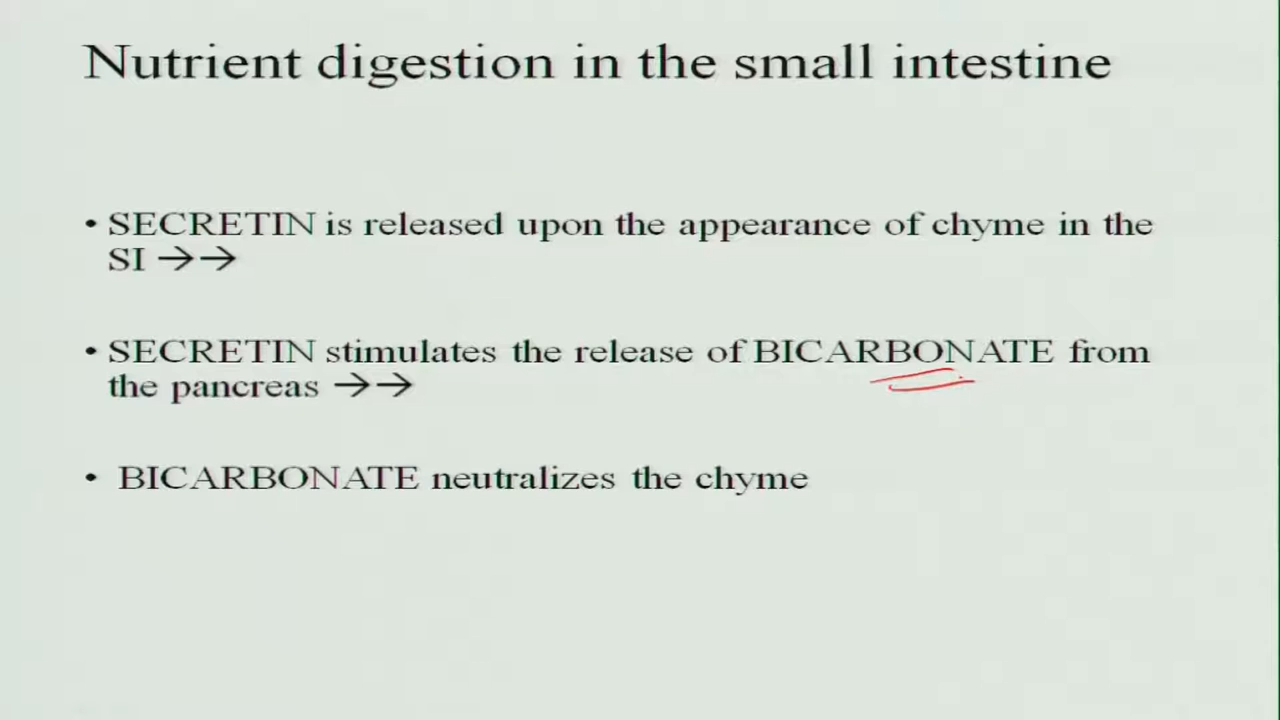 Nutrient digestion in the small intestine
• SECRETIN is released upon the appearance of chyme in the
SI →→
• SECRETIN stimulates the release of BICARBONATE from
the pancreas →→
• BICARBONATE neutralizes the chyme